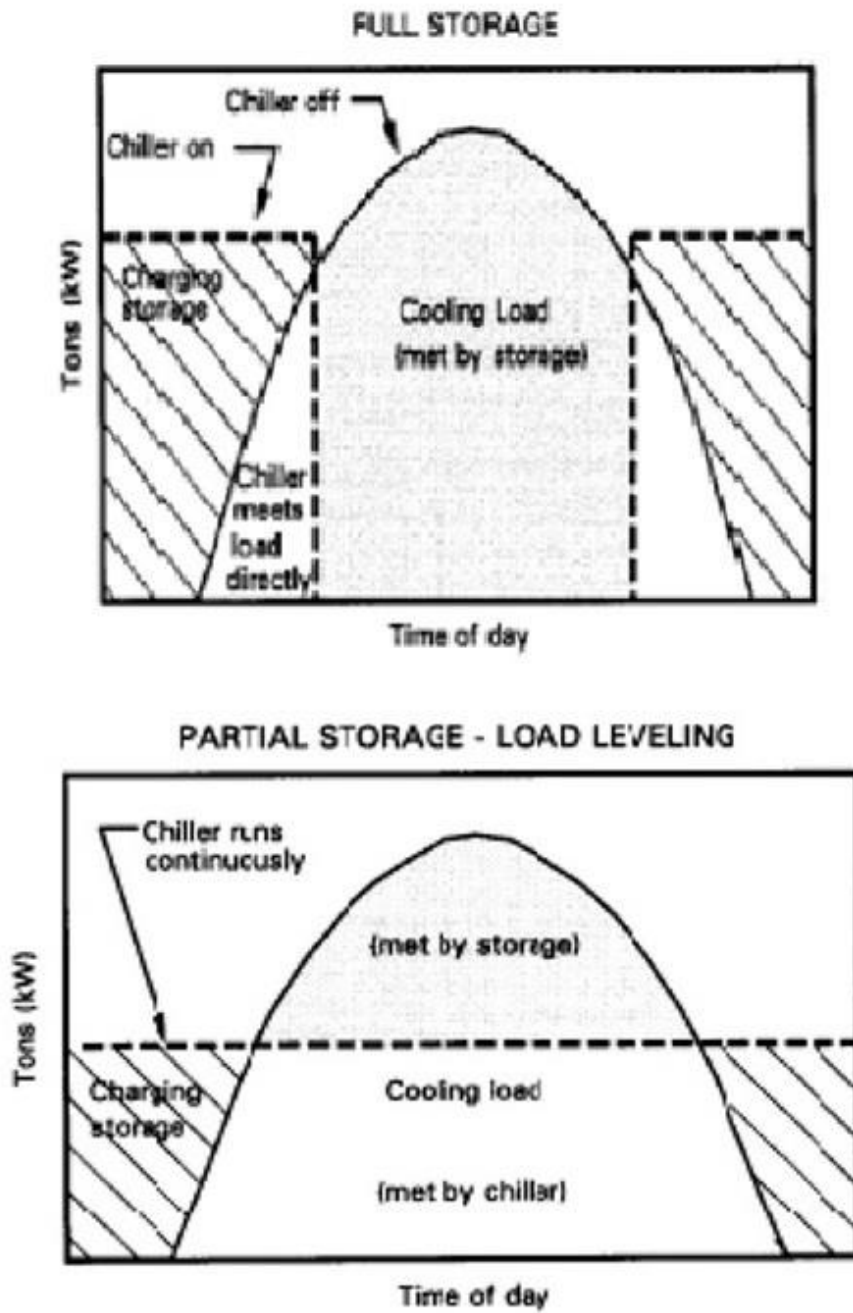 FULL STORAGE
Chiller off
Chiller on
Charging
storage
Cooling Load
(met by storage)
Chiller
meets
load
directly
Tons (kW)
Time of day
PARTIAL STORAGE - LOAD LEVELING
Chiller runs
continuously
(met by storage)
Charging
storage
Cooling load
(met by chiller)
Tons (kW)
Time of day